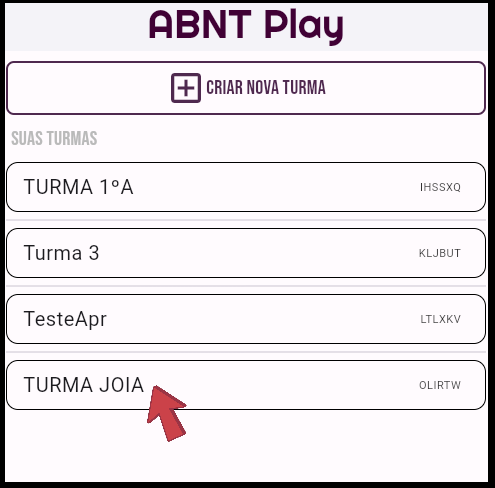 ABNT Play
CRIAR NOVA TURMA
SUAS TURMAS
TURMA 1ºA IHSSXQ
Turma 3 KLJBUT
TesteApr LTLXKV
TURMA JOIA OLIRTW